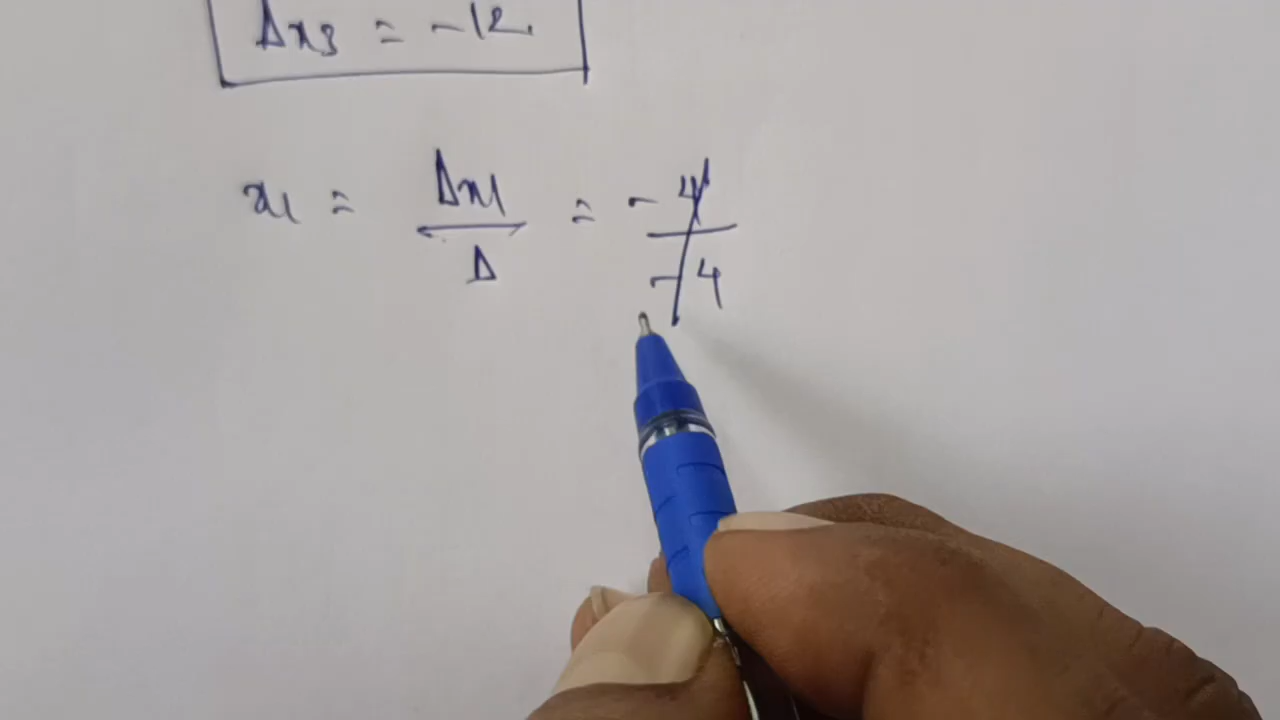 Δx3 = -12
x1 = Δx1/Δ = -4/-4